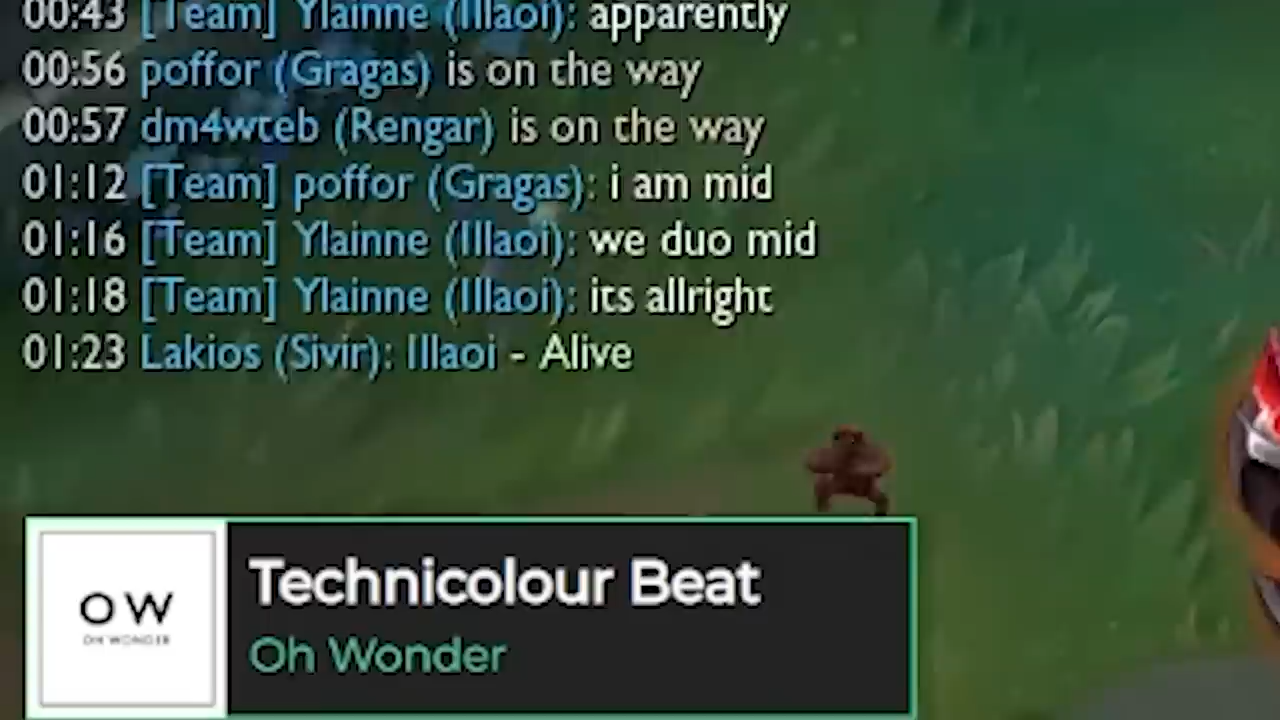 00:43 [Team] Ylainne (Illaoi): apparently
00:56 poffor (Gragas) is on the way
00:57 dm4wteb (Rengar) is on the way
01:12 [Team] poffor (Gragas): i am mid
01:16 [Team] Ylainne (Illaoi): we duo mid
01:18 [Team] Ylainne (Illaoi): its allright
01:23 Lakios (Sivir): Illaoi - Alive
OW
OH WONDER
Technicolour Beat
Oh Wonder